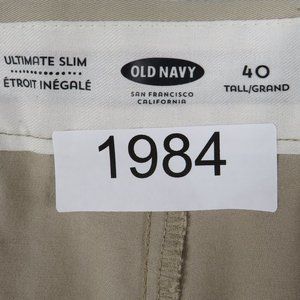 ULTIMATE SLIM
ÉTROIT INÉGALÉ
OLD NAVY
SAN FRANCISCO
CALIFORNIA
40
TALL/GRAND
1984